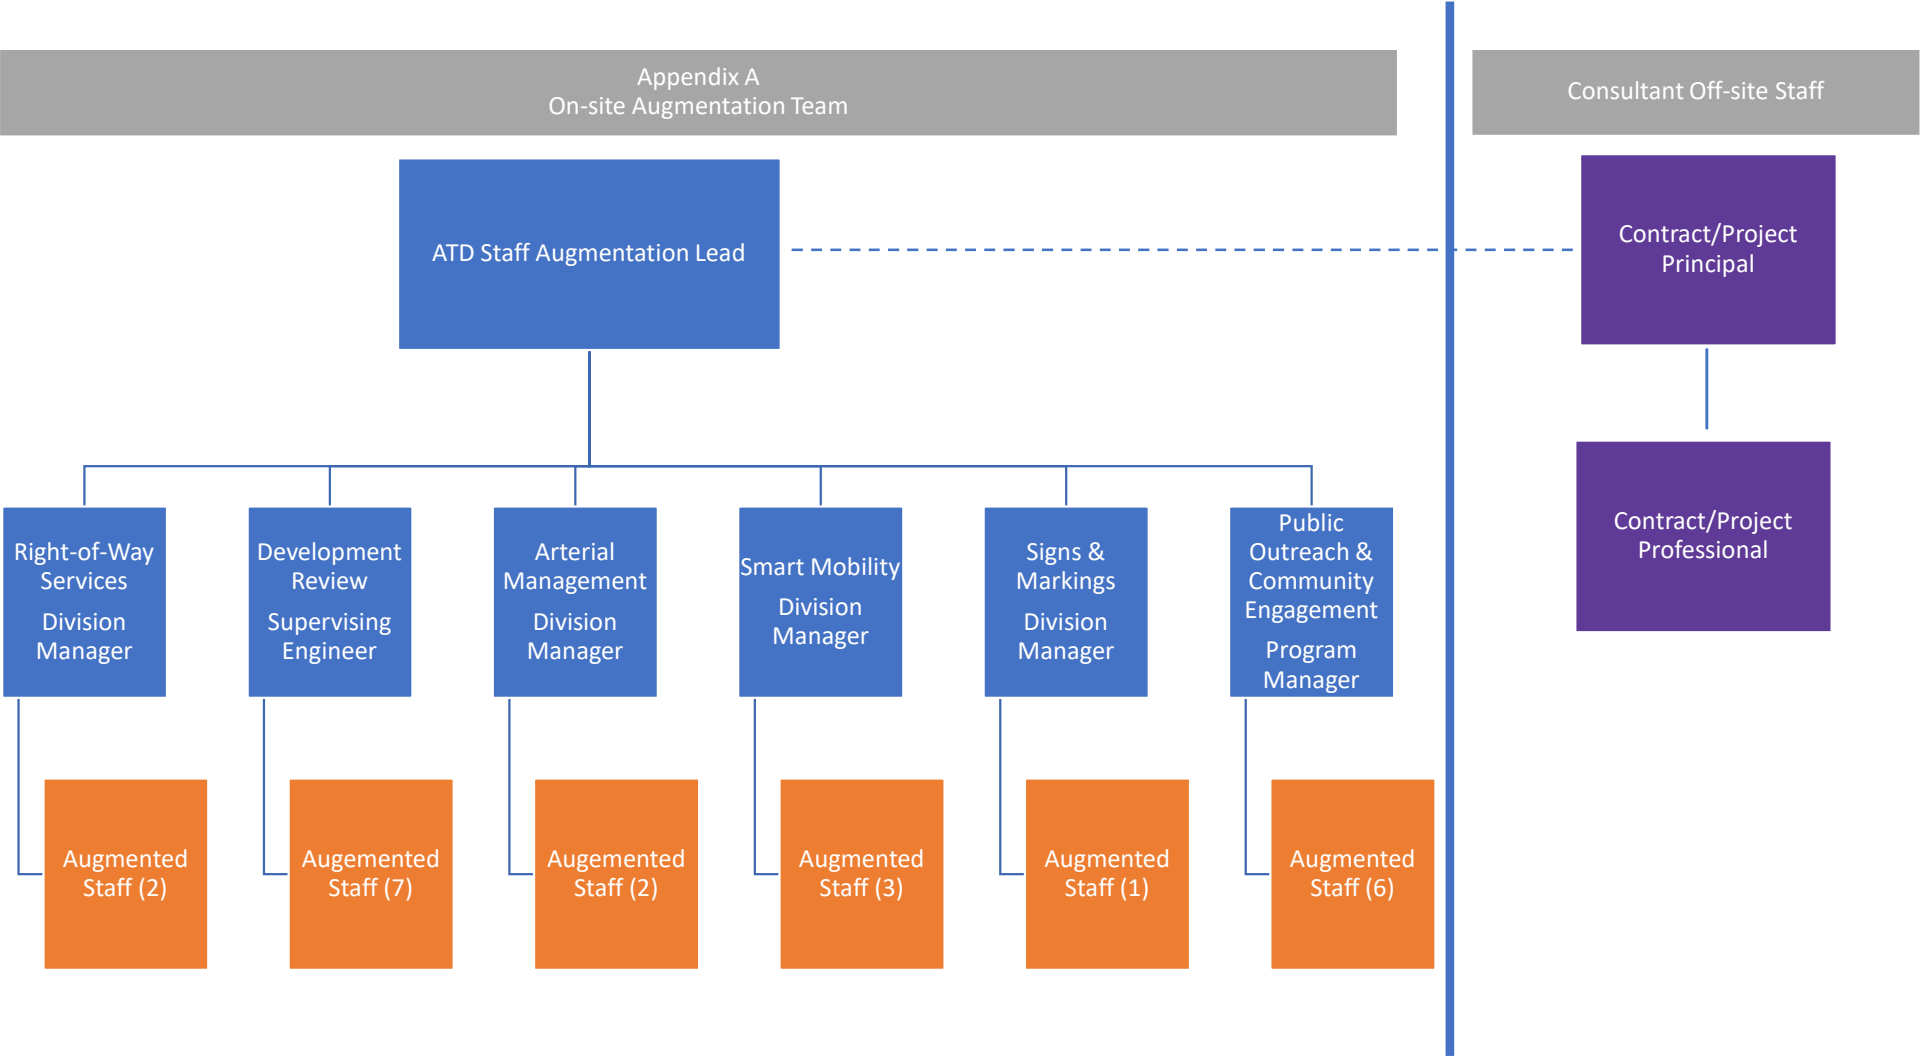 Appendix A
On-site Augmentation Team
Consultant Off-site Staff
ATD Staff Augmentation Lead
Contract/Project
Principal
Right-of-Way
Services
Division
Manager
Development
Review
Supervising
Engineer
Arterial
Management
Division
Manager
Smart Mobility
Division
Manager
Signs &
Markings
Division
Manager
Public
Outreach &
Community
Engagement
Program
Manager
Contract/Project
Professional
Augmented
Staff (2)
Augemented
Staff (7)
Augemented
Staff (2)
Augmented
Staff (3)
Augmented
Staff (1)
Augmented
Staff (6)